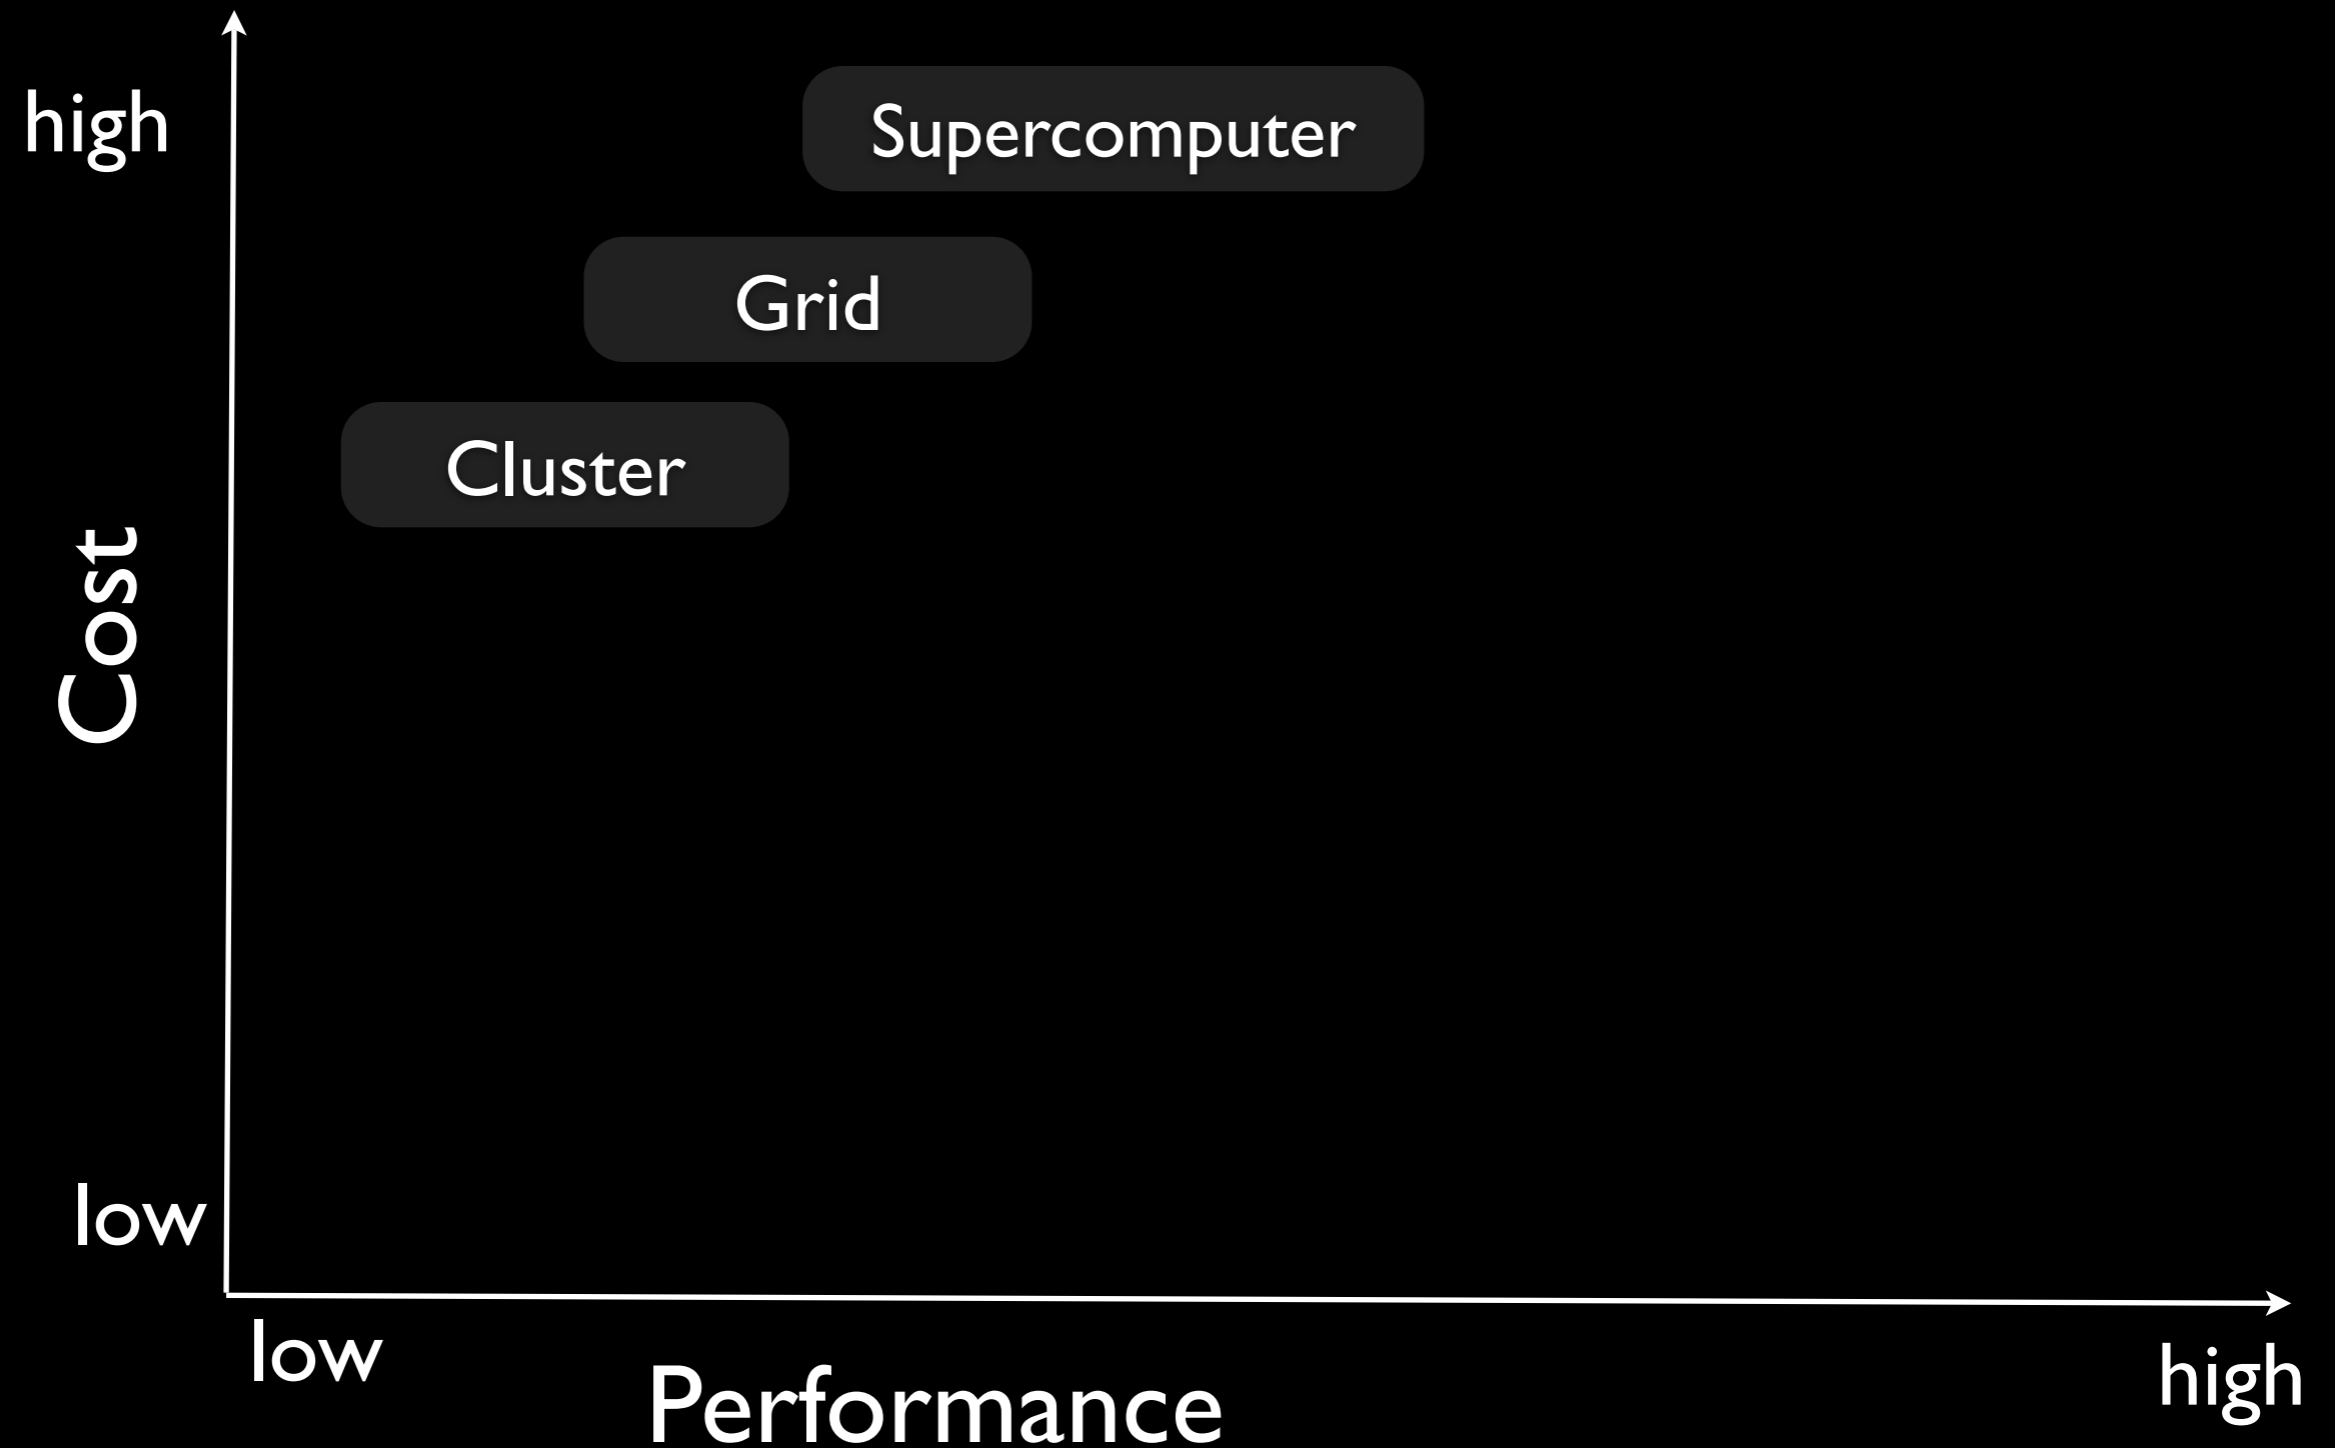 high
Supercomputer
Grid
Cluster
Cost
low
low
high
Performance